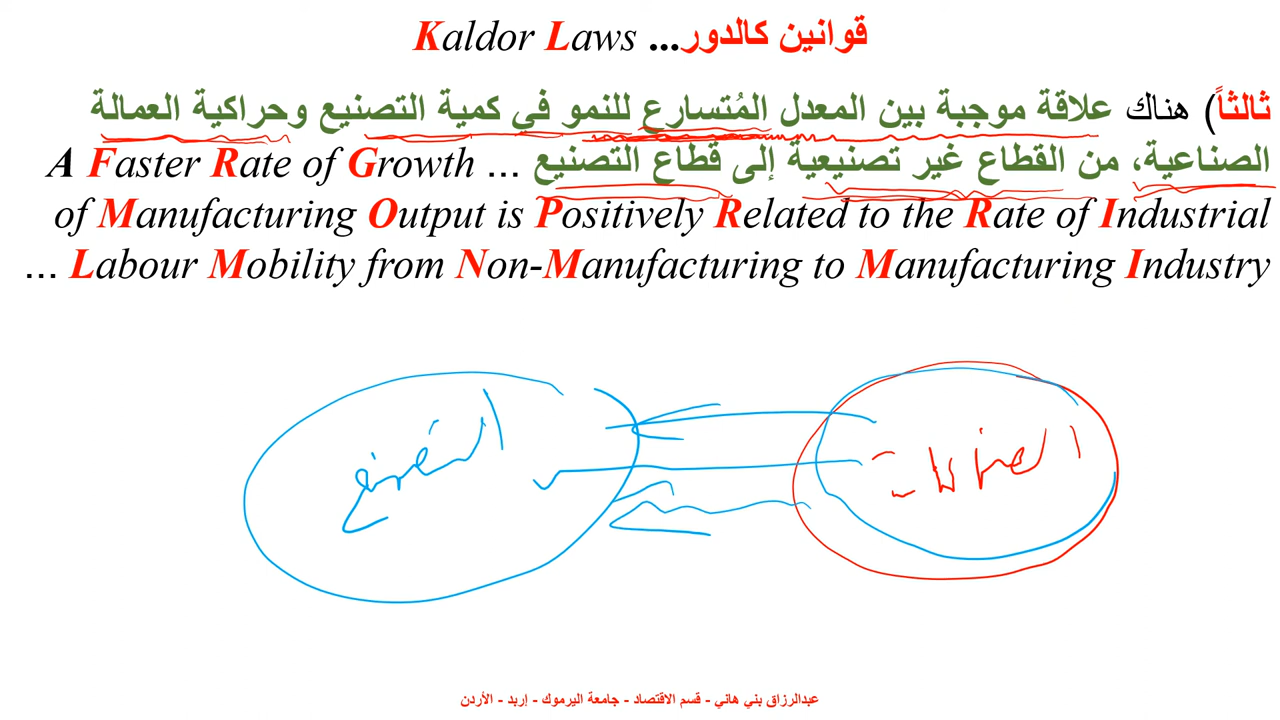 قوانين كالدور... Kaldor Laws
ثالثاً) هناك علاقة موجبة بين المعدل المُتسارع للنمو في كمية التصنيع وحراكية العمالة
الصناعية، من القطاع غير تصنيعية إلى قطاع التصنيع ... A Faster Rate of Growth
of Manufacturing Output is Positively Related to the Rate of Industrial
Labour Mobility from Non-Manufacturing to Manufacturing Industry ...
التصنيع
عبدالرزاق بني هاني - قسم الاقتصاد - جامعة اليرموك - إربد - الأردن